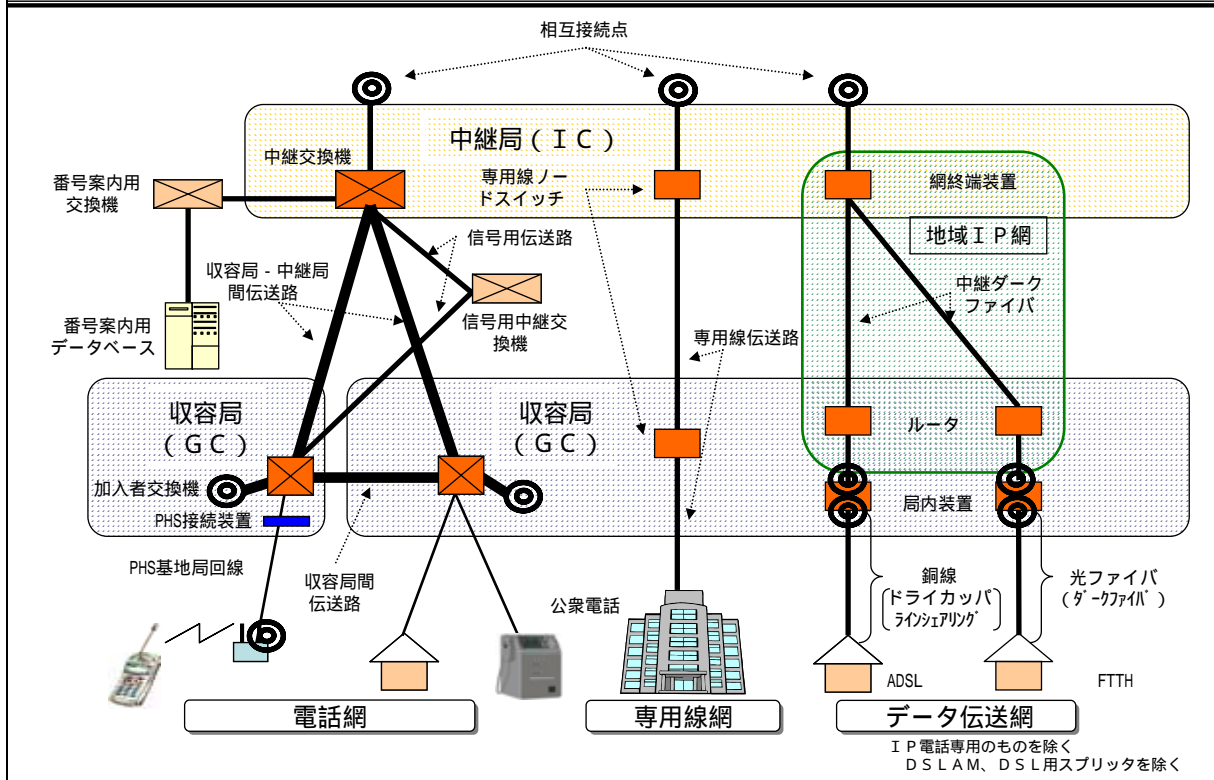 相互接続点
中継局(IC)
中継交換機
番号案内用
交換機
専用線ノー
ドスイッチ
網終端装置
地域IP網
信号用伝送路
収容局-中継局
間伝送路
中継ダーク
ファイバ
番号案内用
データベース
信号用中継交
換機
専用線伝送路
収容局
(GC)
収容局
(GC)
ルータ
加入者交換機
局内装置
PHS接続装置
PHS基地局回線
収容局間
伝送路
公衆電話
銅線
ドライカッパ
ラインシェアリング
光ファイバ
(ダークファイバ)
ADSL
FTTH
電話網
専用線網
データ伝送網
IP電話専用のものを除く
DSLAM、DSL用スプリッタを除く